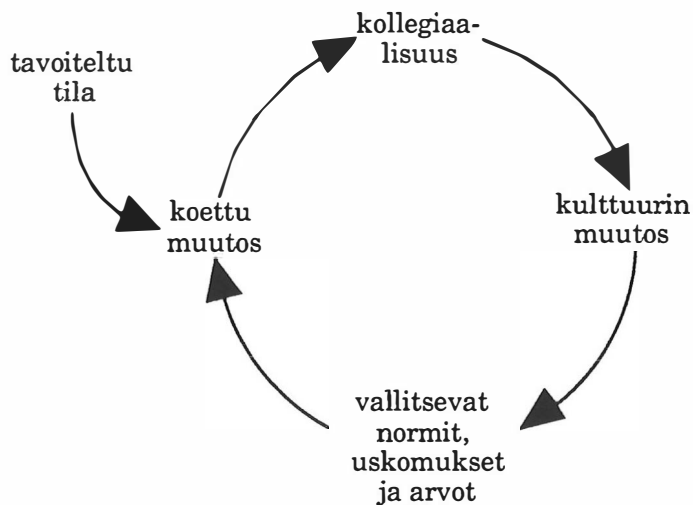 kollegiaa-
lisuus
tavoiteltu
tila
koettu
muutos
kulttuurin
muutos
vallitsevat
normit,
uskomukset
ja arvot